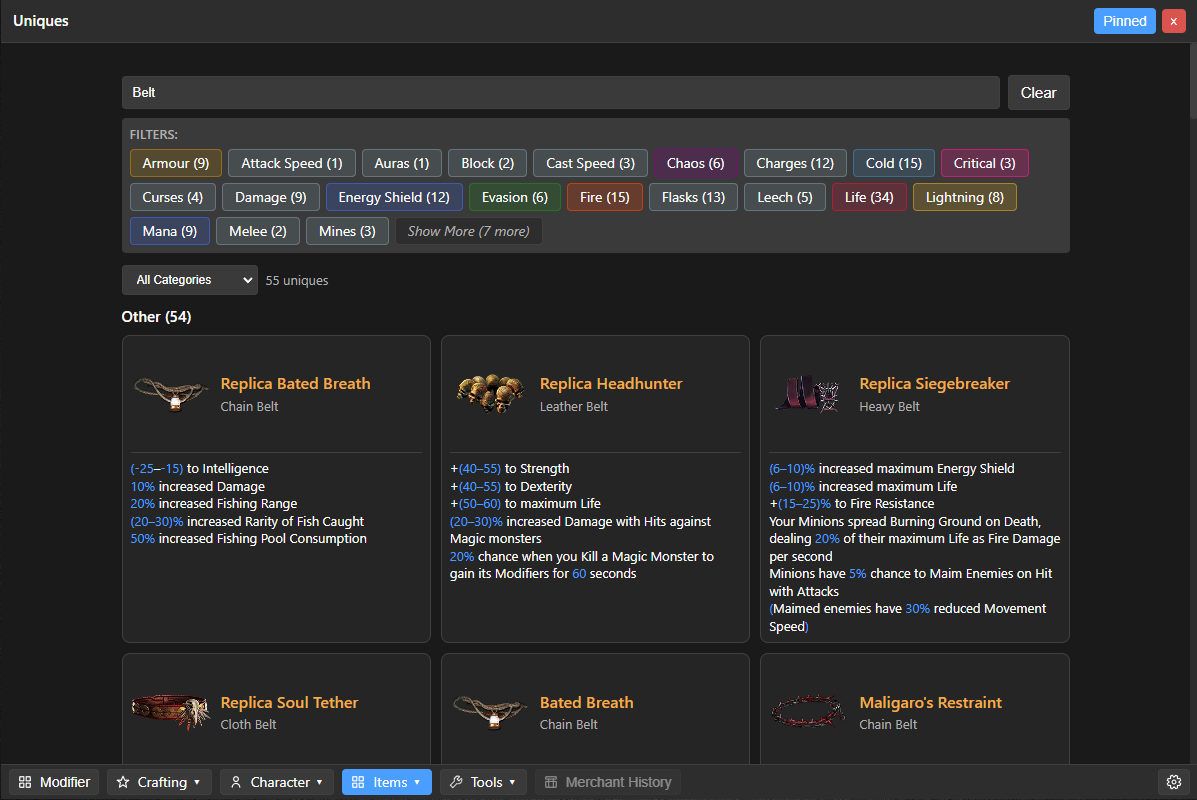 Uniques
Pinned
x
Belt
Clear
FILTERS:
Armour (9)
Attack Speed (1)
Auras (1)
Block (2)
Cast Speed (3)
Chaos (6)
Charges (12)
Cold (15)
Critical (3)
Curses (4)
Damage (9)
Energy Shield (12)
Evasion (6)
Fire (15)
Flasks (13)
Leech (5)
Life (34)
Lightning (8)
Mana (9)
Melee (2)
Mines (3)
Show More (7 more)
All Categories
55 uniques
Other (54)
Replica Bated Breath
Chain Belt
(-25–-15) to Intelligence
10% increased Damage
20% increased Fishing Range
(20–30)% increased Rarity of Fish Caught
50% increased Fishing Pool Consumption
Replica Headhunter
Leather Belt
+(40–55) to Strength
+(40–55) to Dexterity
+(50–60) to maximum Life
(20–30)% increased Damage with Hits against
Magic monsters
20% chance when you Kill a Magic Monster to
gain its Modifiers for 60 seconds
Replica Siegebreaker
Heavy Belt
(6–10)% increased maximum Energy Shield
(6–10)% increased maximum Life
+(15–25)% to Fire Resistance
Your Minions spread Burning Ground on Death,
dealing 20% of their maximum Life as Fire Damage
per second
Minions have 5% chance to Maim Enemies on Hit
with Attacks
(Maimed enemies have 30% reduced Movement
Speed)
Replica Soul Tether
Cloth Belt
Bated Breath
Chain Belt
Maligaro's Restraint
Chain Belt
Modifier
Crafting
Character
Items
Tools
Merchant History